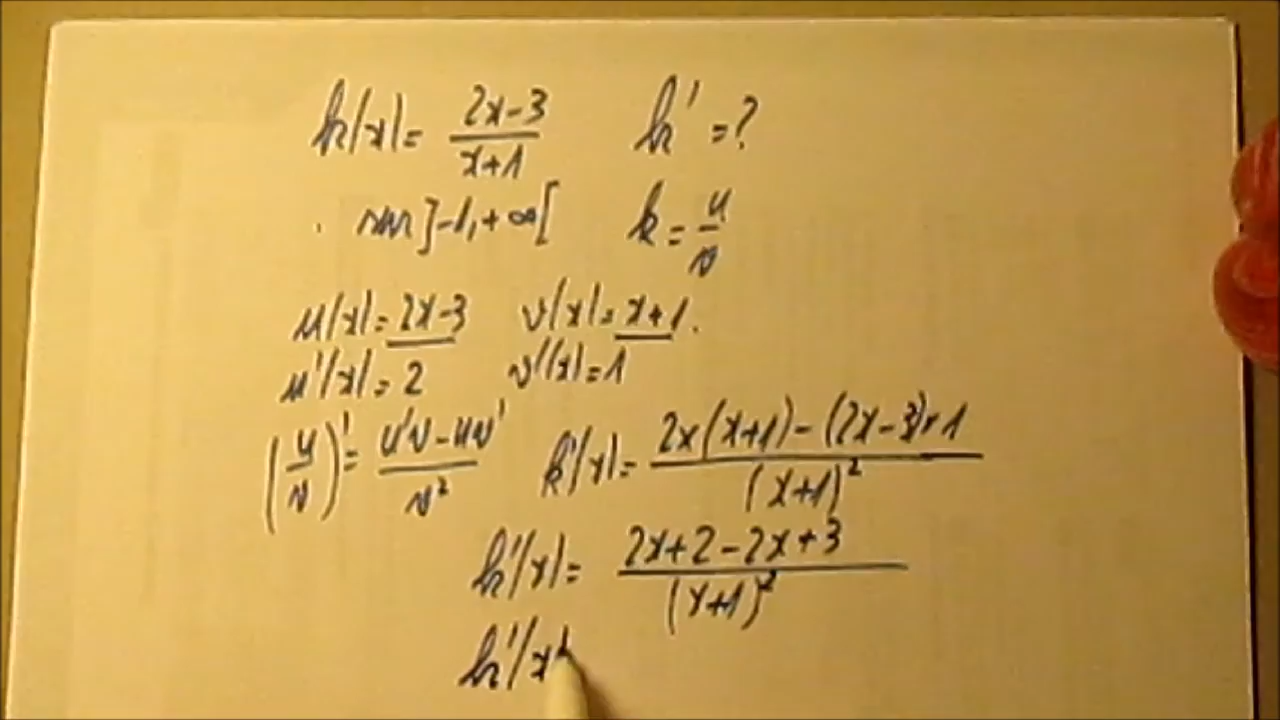 k(x) = (2x-3)/(x+1) k' = ?
sur ]-1, +∞[ k = u/v
u(x) = 2x-3 v(x) = x+1.
u'(x) = 2 v'(x) = 1
(u/v)' = (u'v - uv')/v² k'(x) = (2x(x+1) - (2x-3)×1)/(x+1)²
k'(x) = (2x+2-2x+3)/(x+1)²
k'(x)